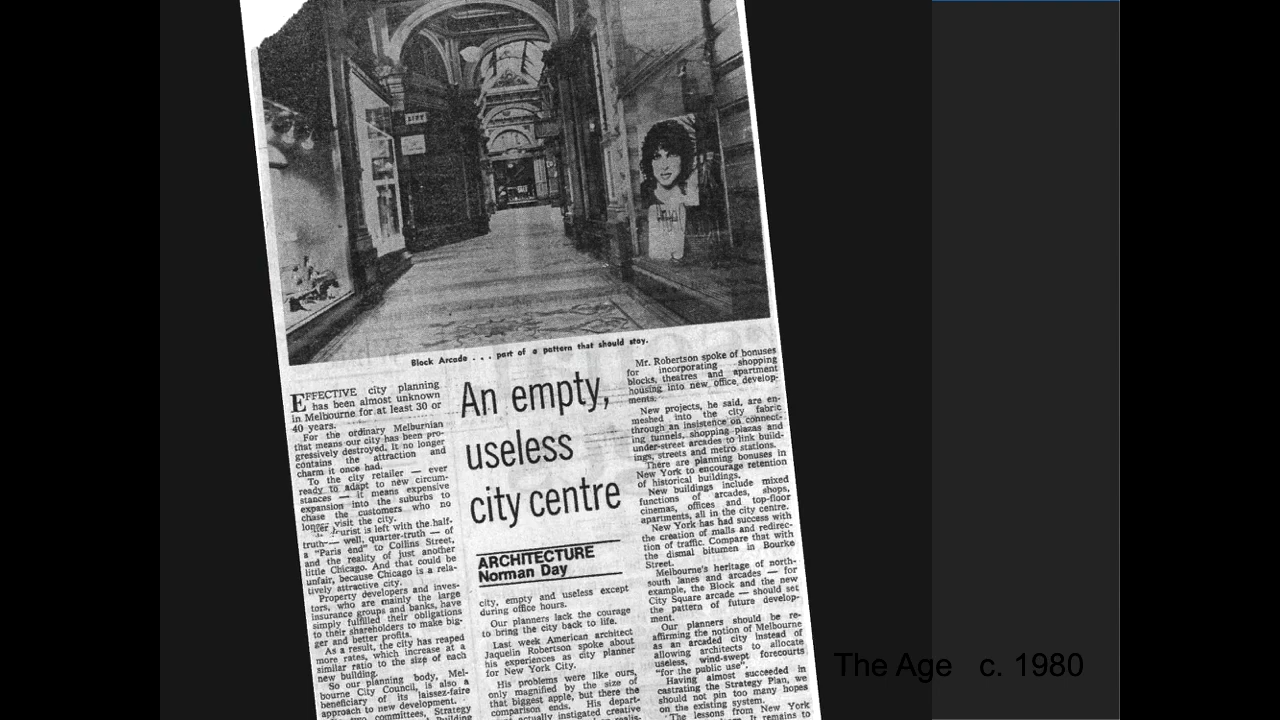 Block Arcade . . . part of a pattern that should stay.
An empty,
useless
city centre
ARCHITECTURE
Norman Day
EFFECTIVE city planning
has been almost unknown
in Melbourne for at least 30 or
40 years.
For the ordinary Melburnian
that means our city has been pro-
gressively destroyed. It no longer
contains the attraction and
charm it once had.
To the city retailer — ever
ready to adapt to new circum-
stances — it means expensive
expansion into the suburbs to
chase the customers who no
longer visit the city.
tourist is left with the half-
truth — well, quarter-truth — of
a "Paris end" to Collins Street,
and the reality of just another
little Chicago. And that could be
unfair, because Chicago is a rela-
tively attractive city.
Property developers and inves-
tors, who are mainly the large
insurance groups and banks, have
simply fulfilled their obligations
to their shareholders to make big-
ger and better profits.
As a result, the city has reaped
more rates, which increase at a
similar ratio to the size of each
new building.
So our planning body, Mel-
bourne City Council, is also a
beneficiary of its laissez-faire
approach to new development.
two committees, Strategy
city, empty and useless except
during office hours.
Our planners lack the courage
to bring the city back to life.
Last week American architect
Jaquelin Robertson spoke about
his experiences as city planner
for New York City.
His problems were like ours,
only magnified by the size of
that biggest apple, but there the
comparison ends. His depart-
actually instigated creative
Mr. Robertson spoke of bonuses
for incorporating shopping
blocks, theatres and apartment
housing into new office, develop-
ments.
New projects, he said, are en-
meshed into the city fabric
through an insistence on connect-
ing tunnels, shopping plazas and
under-street arcades to link build-
ings, streets and metro stations.
There are planning bonuses in
New York to encourage retention
of historical buildings.
New buildings include mixed
functions of arcades, shops,
cinemas, offices and top-floor
apartments, all in the city centre.
New York has had success with
the creation of malls and redirec-
tion of traffic. Compare that with
the dismal bitumen in Bourke
Street.
Melbourne's heritage of north-
south lanes and arcades — for
example, the Block and the new
City Square arcade — should set
the pattern of future develop-
ment.
Our planners should be re-
affirming the notion of Melbourne
as an arcaded city instead of
allowing architects to allocate
useless, wind-swept forecourts
"for the public use".
Having almost succeeded in
castrating the Strategy Plan, we
should not pin too many hopes
on the existing system.
The lessons from New York
It remains to
The Age c. 1980